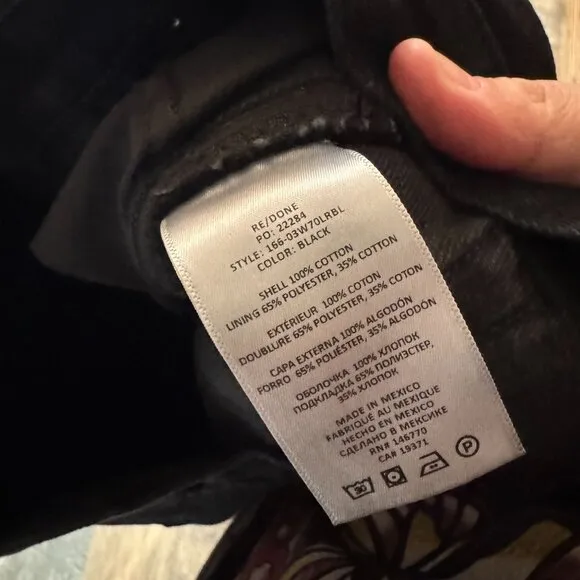 RE/DONE
PO: 22284
STYLE: 166-03W70LRBL
COLOR: BLACK
SHELL 100% COTTON
LINING 65% POLYESTER, 35% COTTON
EXTÉRIEUR 100% COTON
DOUBLURE 65% POLYESTER, 35% COTON
CAPA EXTERNA 100% ALGODÓN
FORRO 65% POLIÉSTER, 35% ALGODÓN
ОБОЛОЧКА 100% ХЛОПОК
ПОДКЛАДКА 65% ПОЛИЭСТЕР,
35% ХЛОПОК
MADE IN MEXICO
FABRIQUÉ AU MEXIQUE
HECHO EN MEXICO
СДЕЛАНО В МЕКСИКЕ
RN# 146770
CA# 19371
30 P